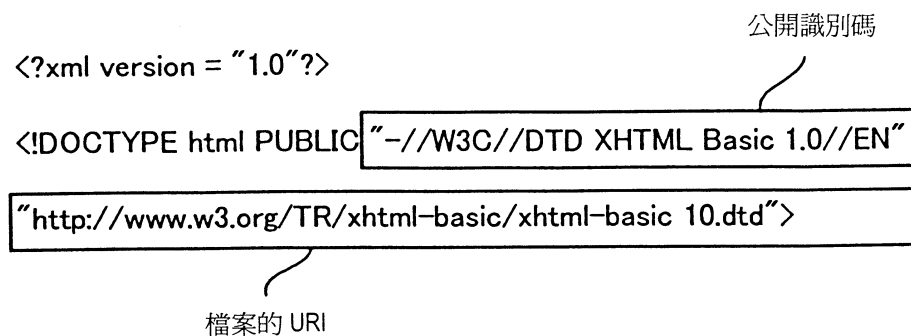 公開識別碼
<?xml version = "1.0"?>
<!DOCTYPE html PUBLIC "-//W3C//DTD XHTML Basic 1.0//EN"
"http://www.w3.org/TR/xhtml-basic/xhtml-basic 10.dtd">
檔案的 URI